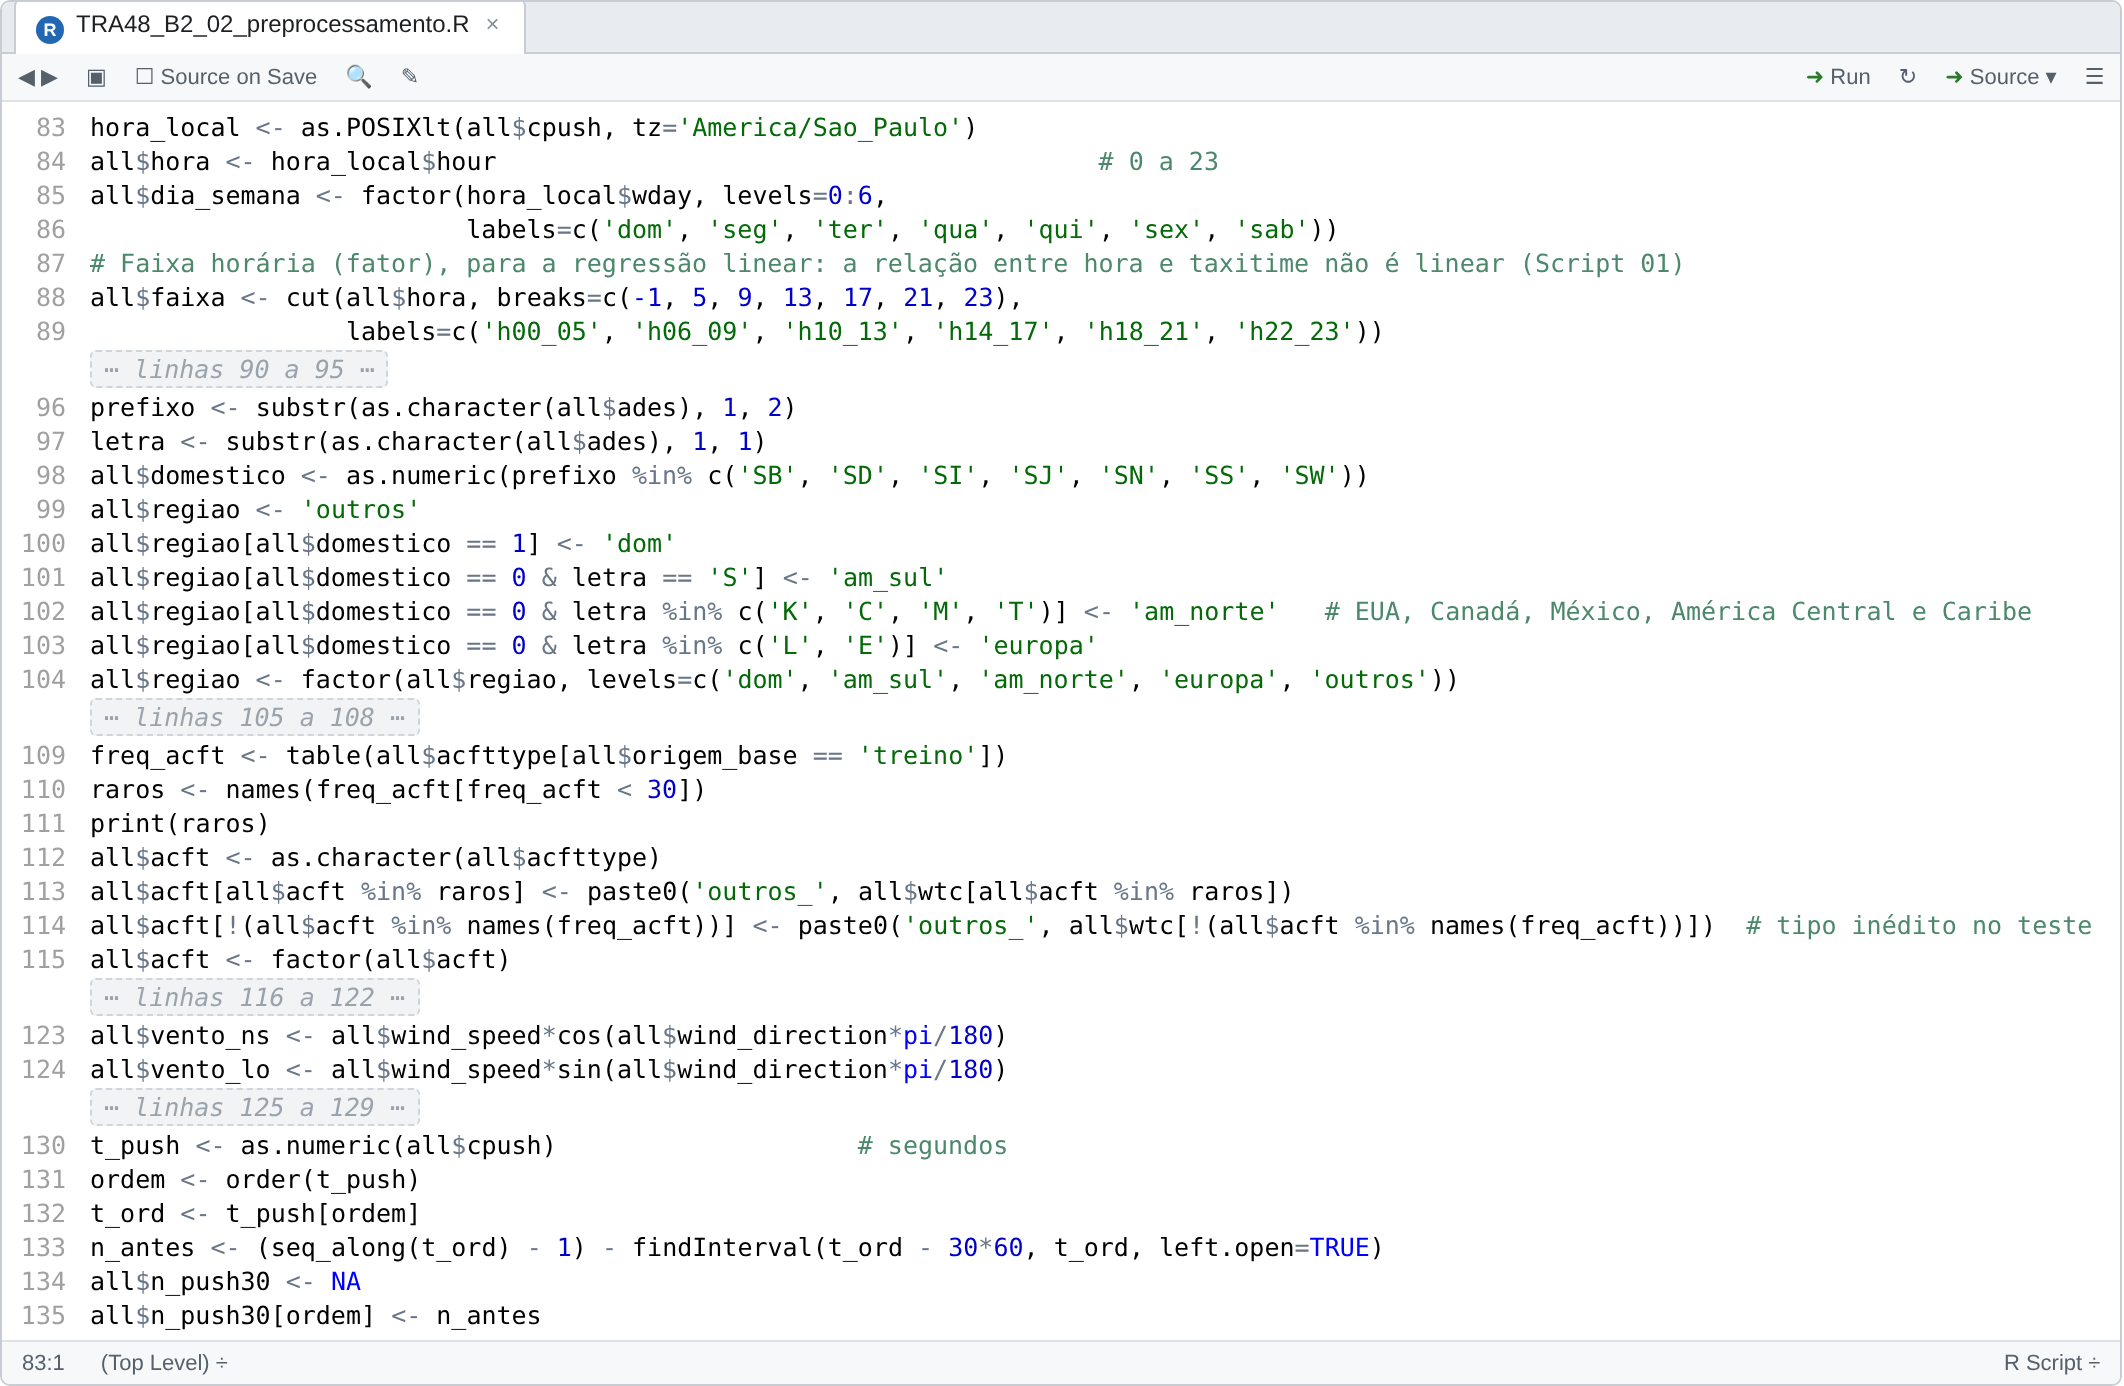 R TRA48_B2_02_preprocessamento.R ×
◀ ▶ ▣ ☐ Source on Save 🔍 ✎ ➜ Run ↻ ➜ Source ▾ ☰
83 hora_local <- as.POSIXlt(all$cpush, tz='America/Sao_Paulo')
84 all$hora <- hora_local$hour                                        # 0 a 23
85 all$dia_semana <- factor(hora_local$wday, levels=0:6,
86                          labels=c('dom', 'seg', 'ter', 'qua', 'qui', 'sex', 'sab'))
87 # Faixa horária (fator), para a regressão linear: a relação entre hora e taxitime não é linear (Script 01)
88 all$faixa <- cut(all$hora, breaks=c(-1, 5, 9, 13, 17, 21, 23),
89                  labels=c('h00_05', 'h06_09', 'h10_13', 'h14_17', 'h18_21', 'h22_23'))
⋯ linhas 90 a 95 ⋯
96 prefixo <- substr(as.character(all$ades), 1, 2)
97 letra <- substr(as.character(all$ades), 1, 1)
98 all$domestico <- as.numeric(prefixo %in% c('SB', 'SD', 'SI', 'SJ', 'SN', 'SS', 'SW'))
99 all$regiao <- 'outros'
100 all$regiao[all$domestico == 1] <- 'dom'
101 all$regiao[all$domestico == 0 & letra == 'S'] <- 'am_sul'
102 all$regiao[all$domestico == 0 & letra %in% c('K', 'C', 'M', 'T')] <- 'am_norte'   # EUA, Canadá, México, América Central e Caribe
103 all$regiao[all$domestico == 0 & letra %in% c('L', 'E')] <- 'europa'
104 all$regiao <- factor(all$regiao, levels=c('dom', 'am_sul', 'am_norte', 'europa', 'outros'))
⋯ linhas 105 a 108 ⋯
109 freq_acft <- table(all$acfttype[all$origem_base == 'treino'])
110 raros <- names(freq_acft[freq_acft < 30])
111 print(raros)
112 all$acft <- as.character(all$acfttype)
113 all$acft[all$acft %in% raros] <- paste0('outros_', all$wtc[all$acft %in% raros])
114 all$acft[!(all$acft %in% names(freq_acft))] <- paste0('outros_', all$wtc[!(all$acft %in% names(freq_acft))])  # tipo inédito no teste
115 all$acft <- factor(all$acft)
⋯ linhas 116 a 122 ⋯
123 all$vento_ns <- all$wind_speed*cos(all$wind_direction*pi/180)
124 all$vento_lo <- all$wind_speed*sin(all$wind_direction*pi/180)
⋯ linhas 125 a 129 ⋯
130 t_push <- as.numeric(all$cpush)                    # segundos
131 ordem <- order(t_push)
132 t_ord <- t_push[ordem]
133 n_antes <- (seq_along(t_ord) - 1) - findInterval(t_ord - 30*60, t_ord, left.open=TRUE)
134 all$n_push30 <- NA
135 all$n_push30[ordem] <- n_antes
83:1 (Top Level) ÷ R Script ÷